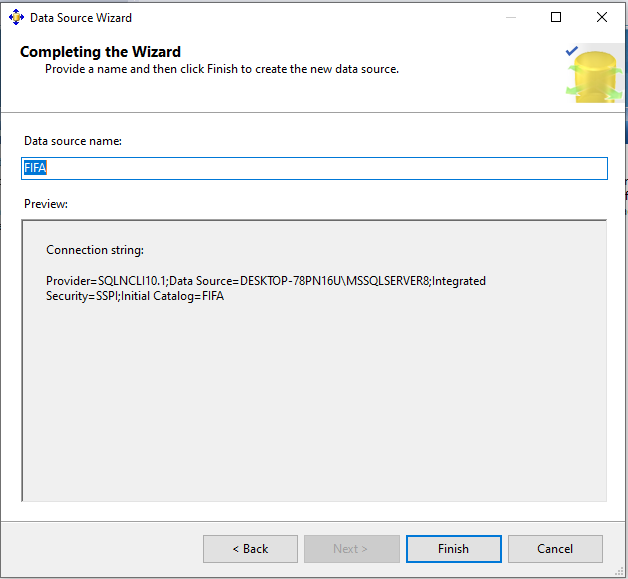 Data Source Wizard
Completing the Wizard
Provide a name and then click Finish to create the new data source.
Data source name:
FIFA
Preview:
Connection string:
Provider=SQLNCLI10.1;Data Source=DESKTOP-78PN16U\MSSQLSERVER8;Integrated
Security=SSPI;Initial Catalog=FIFA
< Back
Next >
Finish
Cancel